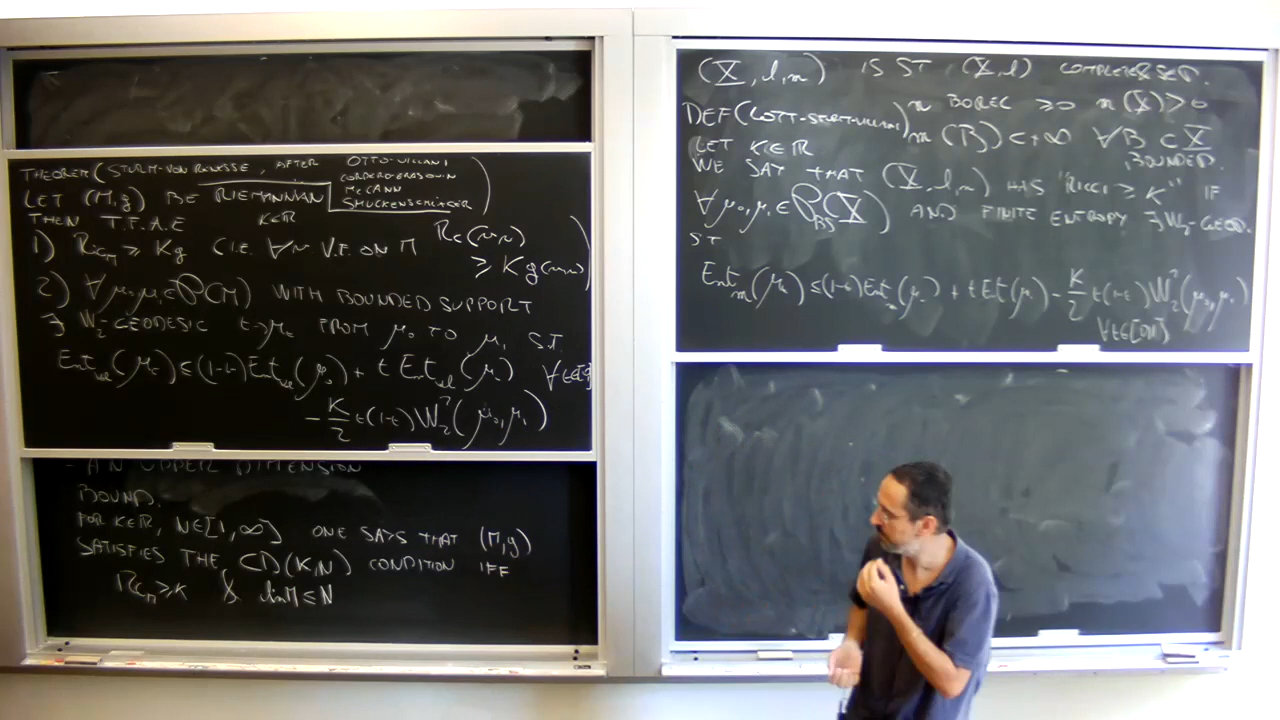 THEOREM (STURM-VON RENESSE, AFTER OTTO-VILLANI
CORDERO-ERAUSQUIN
McCANN
SHMUCKENSCHLÄGER)
LET (M,g) BE RIEMANNIAN
THEN T.F.A.E K∈ℝ
1) Ric_M ≥ Kg (I.E. ∀ν V.F. ON M Ric(ν,ν) ≥ Kg(ν,ν))
2) ∀μ₀,μ₁∈P(M) WITH BOUNDED SUPPORT
∃ W₂-GEODESIC t→μ_t FROM μ₀ TO μ₁ S.T.
Ent_vol(μ_t) ≤ (1-t)Ent_vol(μ₀) + t Ent_vol(μ₁) ∀t∈[0,1]
- K/2 t(1-t)W₂²(μ₀,μ₁)
- AN UPPER DIMENSION
BOUND.
FOR K∈ℝ, N∈[1,∞] ONE SAYS THAT (M,g)
SATISFIES THE CD(K,N) CONDITION IFF
Ric_M ≥ K & dim M ≤ N
(X,d,m) IS ST (X,d) COMPLETE & SEP.
m BOREL ≥0 m(X)>0
DEF (LOTT-STURM-VILLANI) m(B)<+∞ ∀B⊂X
BOUNDED.
LET K∈ℝ
WE SAY THAT (X,d,m) HAS "RICCI ≥ K" IF
∀μ₀,μ₁∈P_BS(X) AND FINITE ENTROPY ∃W₂-GEOD.
ST
Ent_m(μ_t) ≤ (1-t)Ent_m(μ₀) + tEnt(μ₁) - K/2 t(1-t)W₂²(μ₀,μ₁)
∀t∈[0,1]